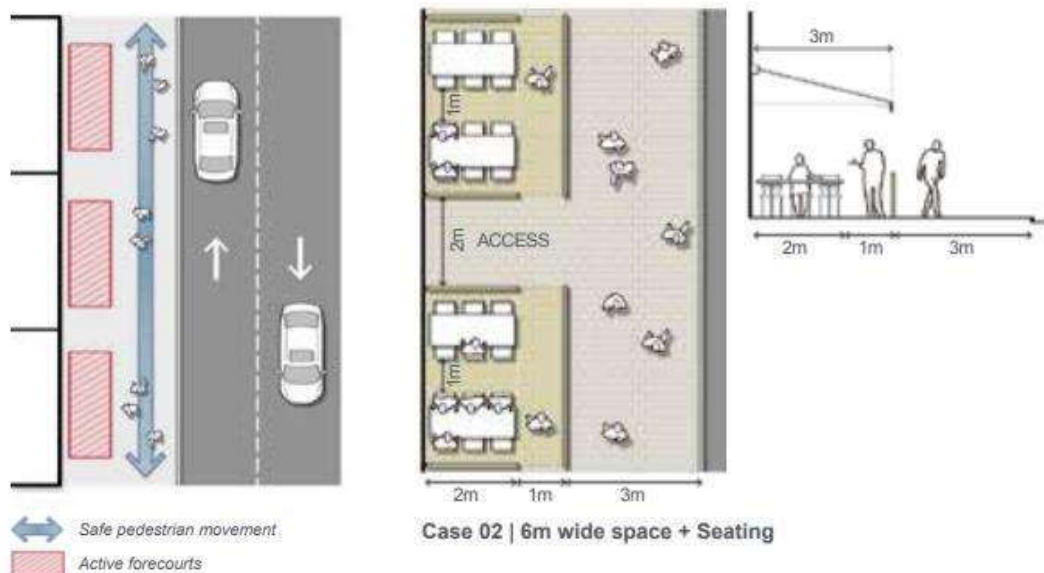 Safe pedestrian movement
Active forecourts
1m
2m
ACCESS
1m
2m 1m 3m
Case 02 | 6m wide space + Seating
3m
2m 1m 3m